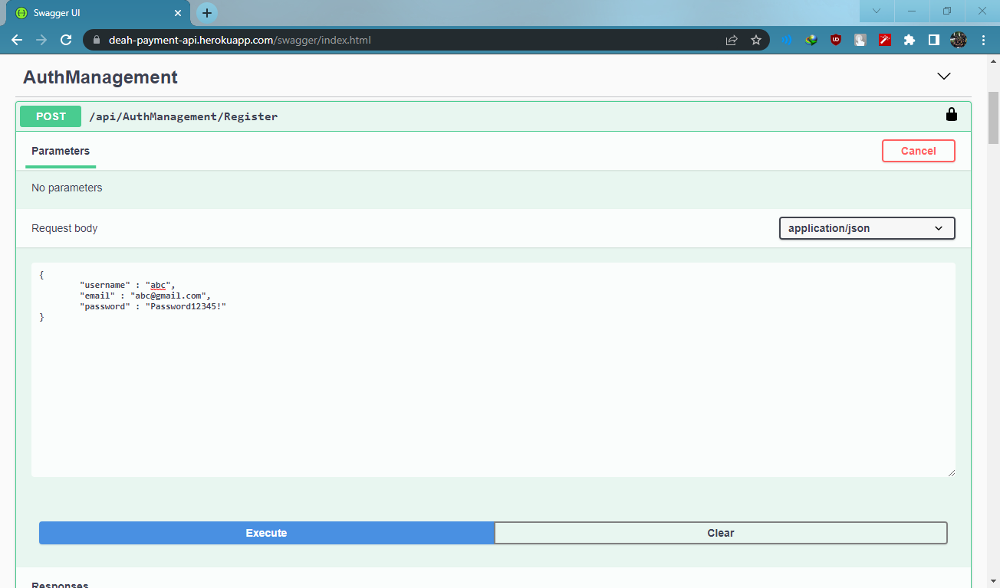 Swagger UI
deah-payment-api.herokuapp.com/swagger/index.html
AuthManagement
POST /api/AuthManagement/Register
Parameters
Cancel
No parameters
Request body
application/json
{
"username" : "abc",
"email" : "abc@gmail.com",
"password" : "Password12345!"
}
Execute
Clear
Responses